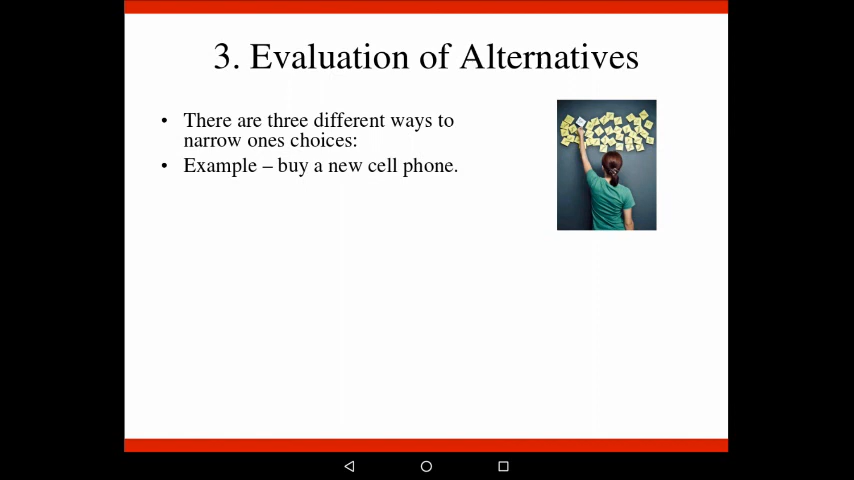 3. Evaluation of Alternatives
• There are three different ways to
narrow ones choices:
• Example – buy a new cell phone.